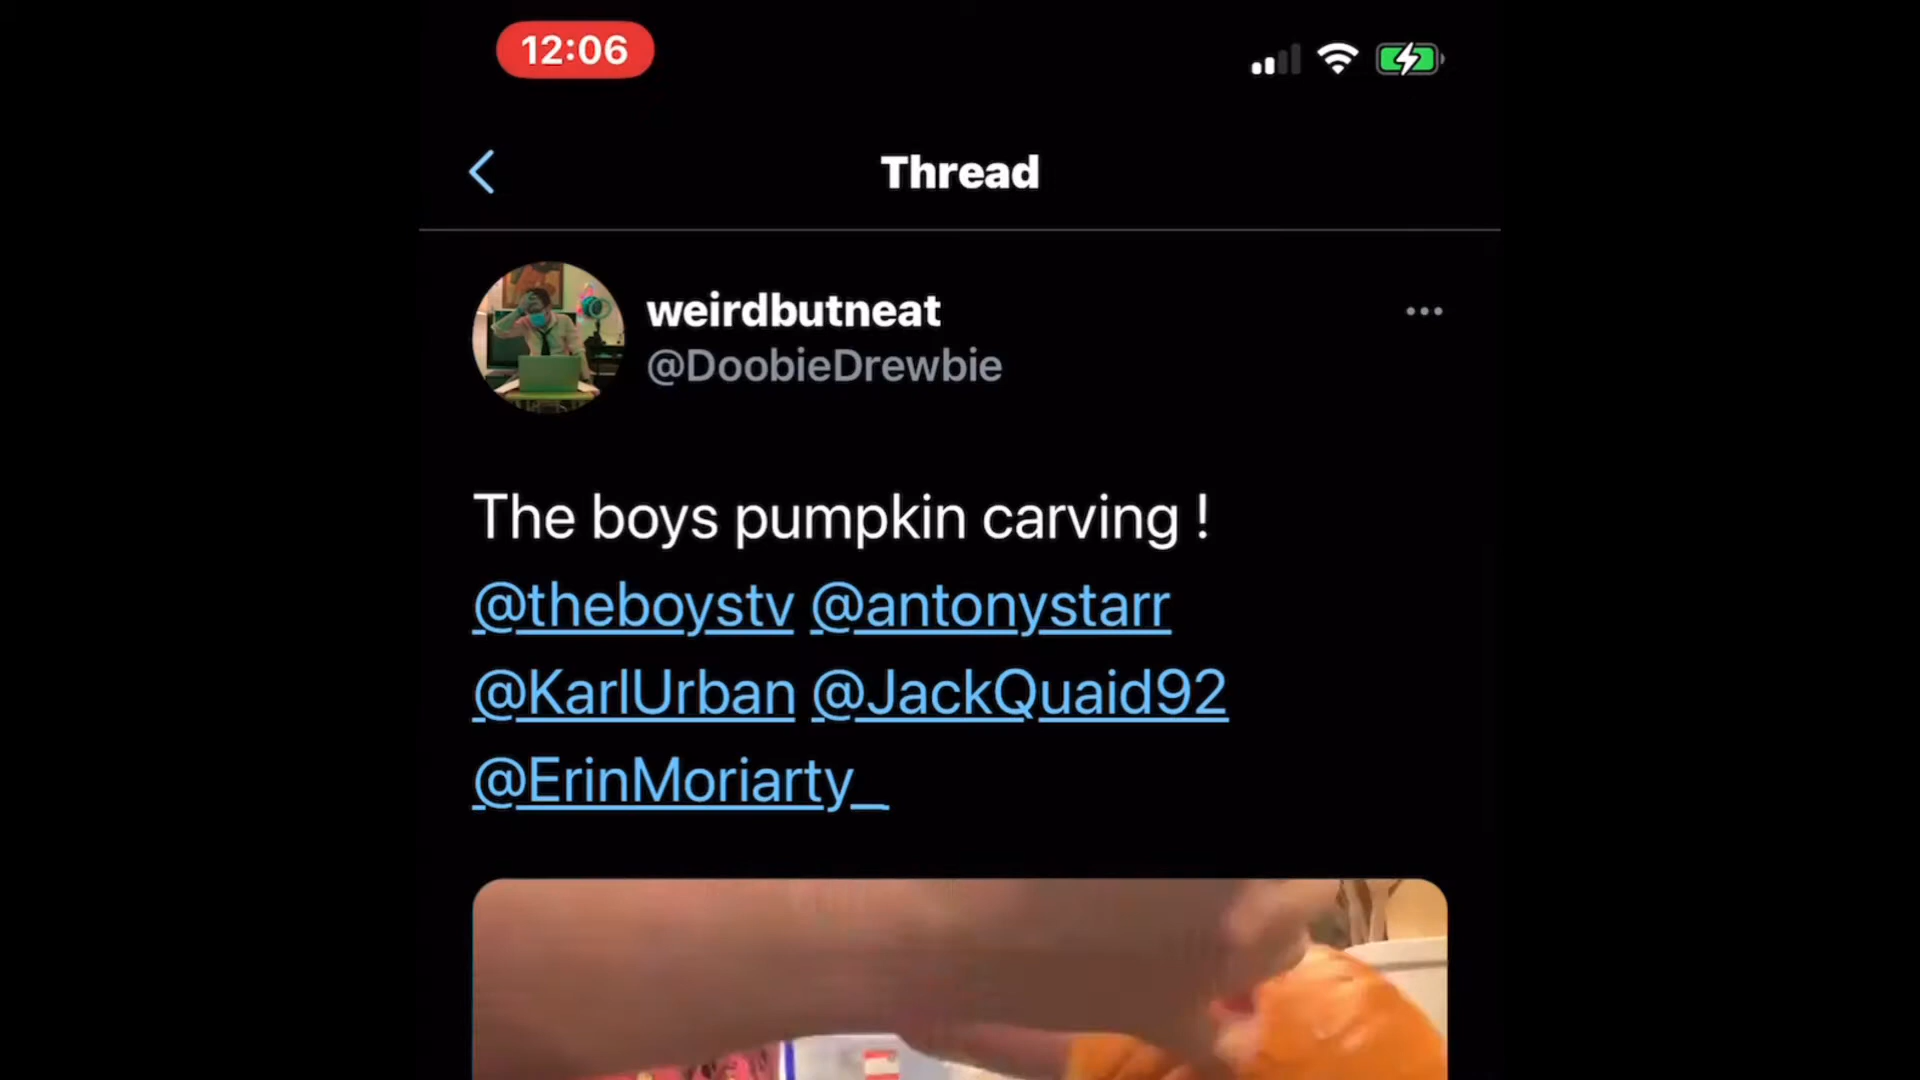 12:06
Thread
weirdbutneat
@DoobieDrewbie
The boys pumpkin carving !
@theboystv @antonystarr
@KarlUrban @JackQuaid92
@ErinMoriarty_